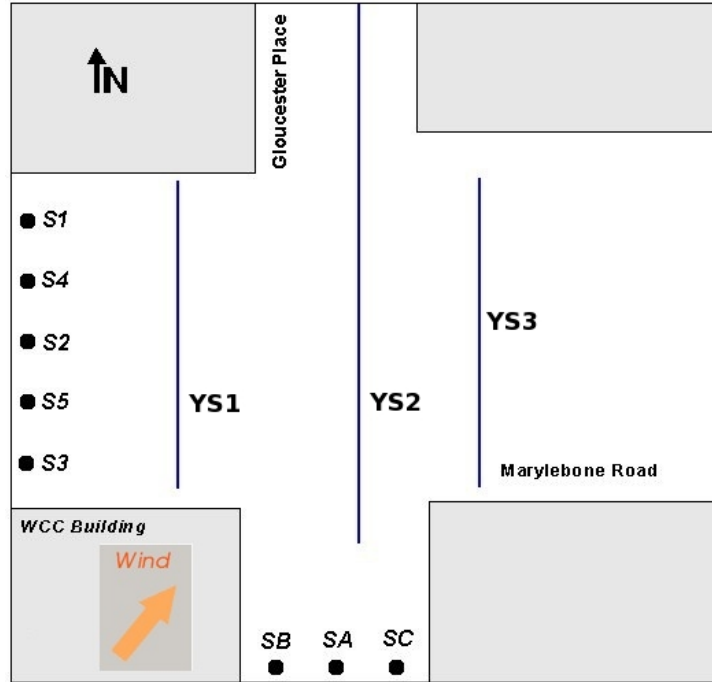 N
Gloucester Place
S1
S4
S2
YS3
S5
YS1
YS2
S3
Marylebone Road
WCC Building
Wind
SB
SA
SC